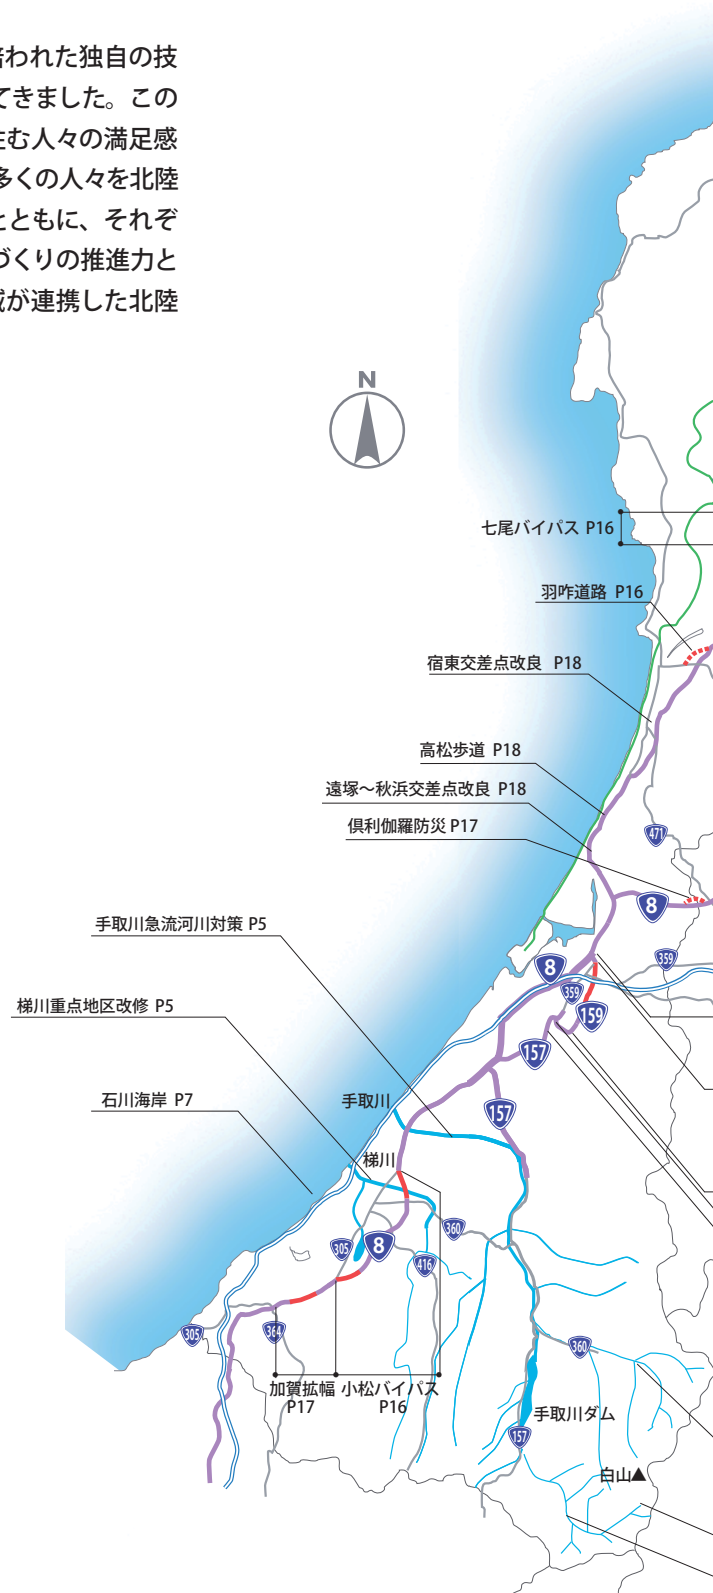 培われた独自の技
てきました。この
住む人々の満足感
多くの人々を北陸
とともに、それぞ
づくりの推進力と
域が連携した北陸
N
七尾バイパス P16
羽咋道路 P16
宿東交差点改良 P18
高松歩道 P18
遠塚～秋浜交差点改良 P18
倶利伽羅防災 P17
471
8
手取川急流河川対策 P5
359
8
359
159
梯川重点地区改修 P5
157
石川海岸 P7
手取川
157
梯川
360
305
8
416
305
364
360
加賀拡幅
P17
小松バイパス
P16
手取川ダム
157
白山▲